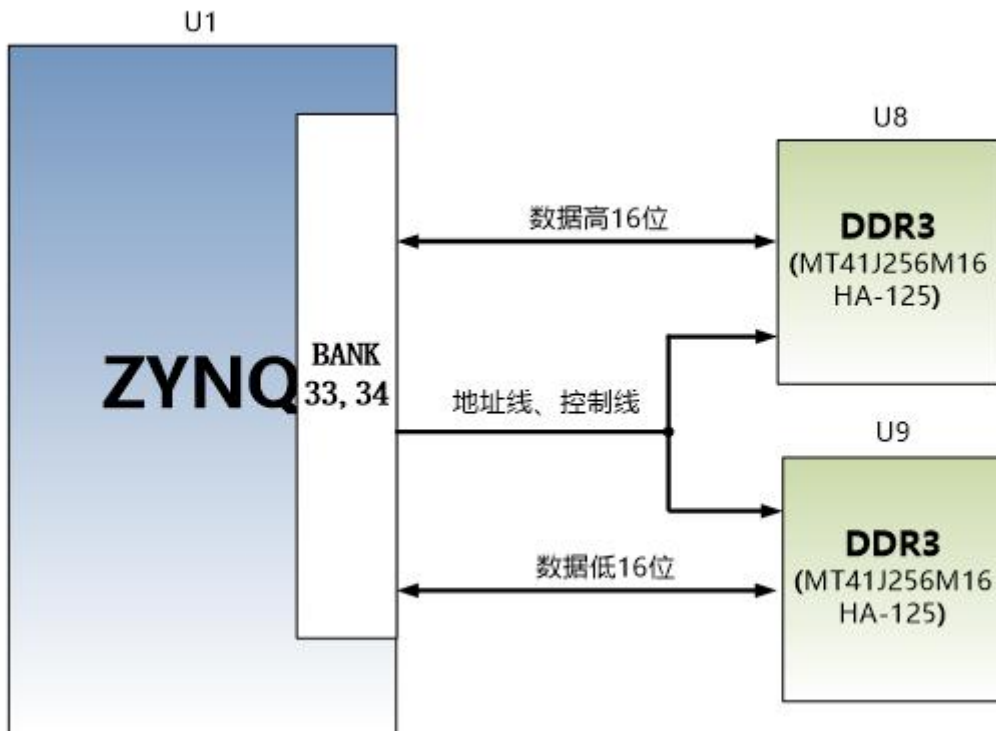 U1
U8
数据高16位
DDR3
(MT41J256M16
HA-125)
ZYNQ
BANK
33, 34
地址线、控制线
U9
数据低16位
DDR3
(MT41J256M16
HA-125)